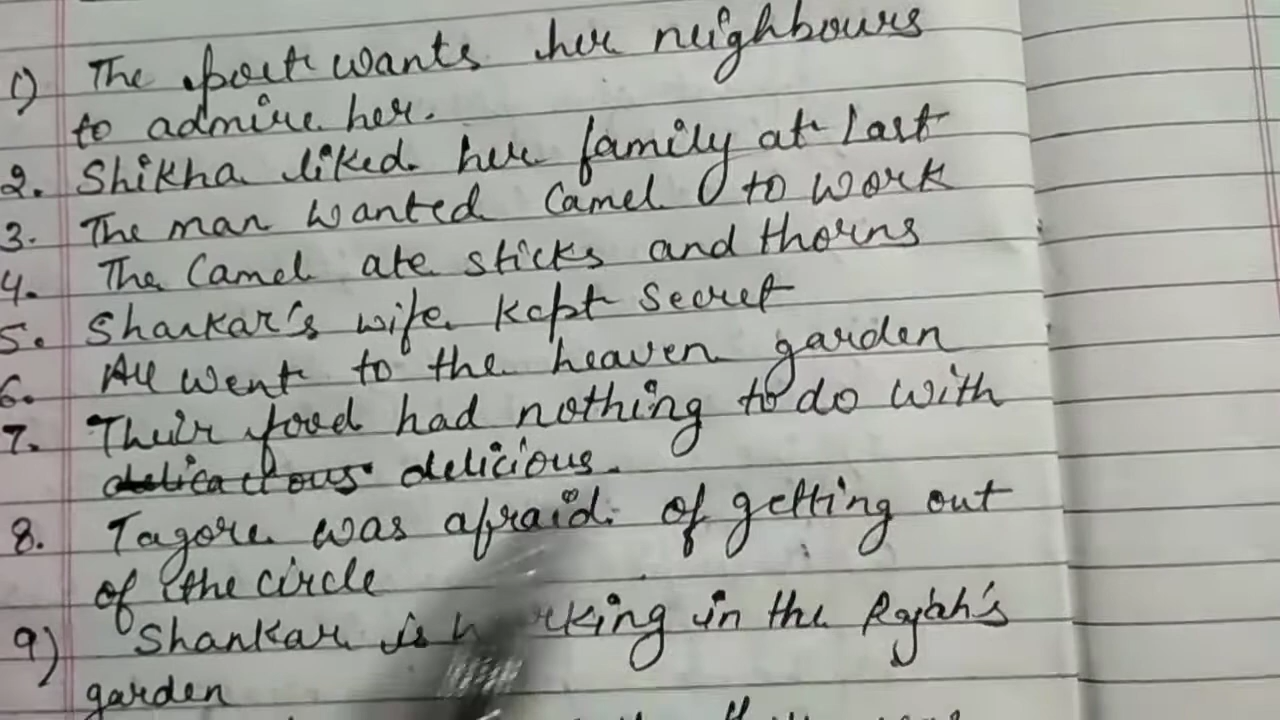 1) The poet wants her neighbours
to admire her.
2. Shikha liked her family at last
3. The man wanted Camel to work
4. The Camel ate sticks and thorns
5. Shankar's wife kept secret
6. All went to the heaven garden
7. Their food had nothing to do with
delicious.
8. Tagore was afraid of getting out
of the circle
9) Shankar is in the Rajah's
garden